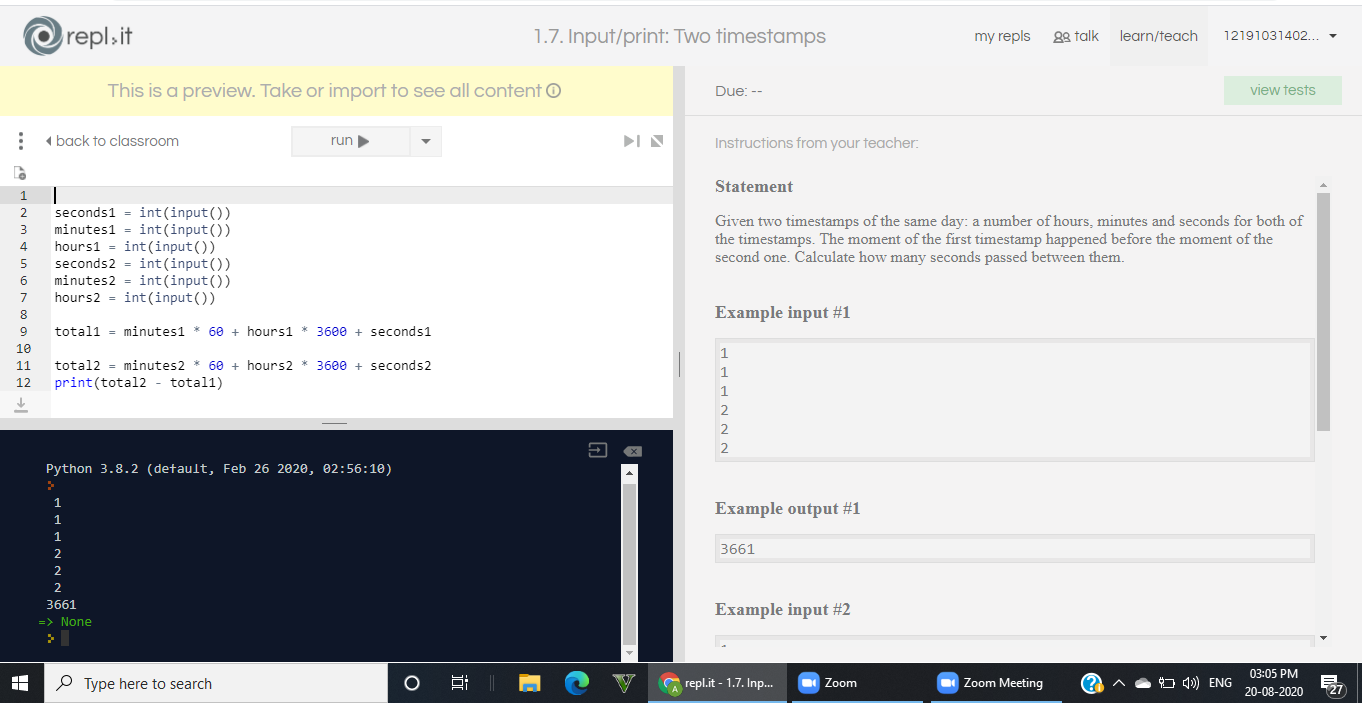 repl.it
1.7. Input/print: Two timestamps
my repls
talk
learn/teach
12191031402...
This is a preview. Take or import to see all content
back to classroom
run
1
2 seconds1 = int(input())
3 minutes1 = int(input())
4 hours1 = int(input())
5 seconds2 = int(input())
6 minutes2 = int(input())
7 hours2 = int(input())
8
9 total1 = minutes1 * 60 + hours1 * 3600 + seconds1
10
11 total2 = minutes2 * 60 + hours2 * 3600 + seconds2
12 print(total2 - total1)
Python 3.8.2 (default, Feb 26 2020, 02:56:10)
1
1
1
2
2
2
3661
=> None
Due: --
view tests
Instructions from your teacher:
Statement
Given two timestamps of the same day: a number of hours, minutes and seconds for both of
the timestamps. The moment of the first timestamp happened before the moment of the
second one. Calculate how many seconds passed between them.
Example input #1
1
1
1
2
2
2
Example output #1
3661
Example input #2
Type here to search
repl.it - 1.7. Inp...
Zoom
Zoom Meeting
ENG
03:05 PM
20-08-2020
27